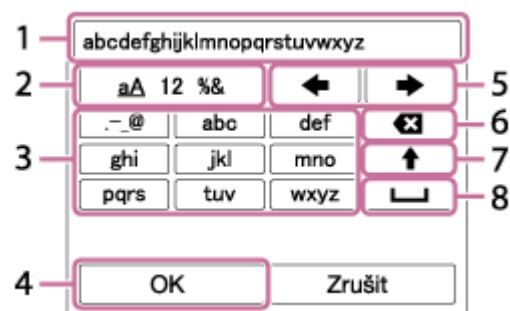 1 abcdefghijklmnopqrstuvwxyz
2 aA 12 %& 5
.-_@ abc def 6
3 ghi jkl mno 7
pqrs tuv wxyz 8
4 OK Zrušit